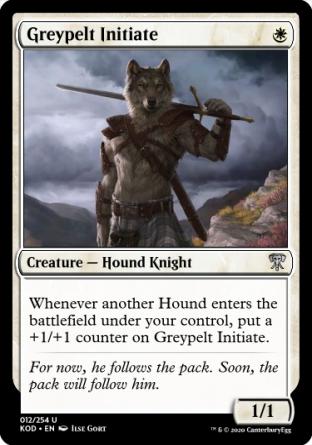 Greypelt Initiate
Creature — Hound Knight
Whenever another Hound enters the
battlefield under your control, put a
+1/+1 counter on Greypelt Initiate.
For now, he follows the pack. Soon, the
pack will follow him.
1/1
012/254 U
KOD • EN Ilse Gort
™ & © 2020 CanterburyEgg